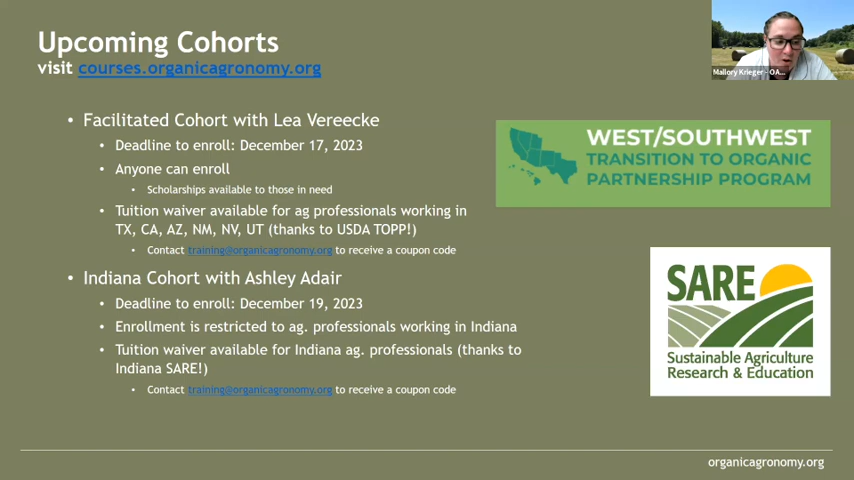 Upcoming Cohorts
visit courses.organicagronomy.org
Mallory Krieger - OA...
• Facilitated Cohort with Lea Vereecke
• Deadline to enroll: December 17, 2023
• Anyone can enroll
• Scholarships available to those in need
• Tuition waiver available for ag professionals working in
TX, CA, AZ, NM, NV, UT (thanks to USDA TOPP!)
• Contact training@organicagronomy.org to receive a coupon code
• Indiana Cohort with Ashley Adair
• Deadline to enroll: December 19, 2023
• Enrollment is restricted to ag. professionals working in Indiana
• Tuition waiver available for Indiana ag. professionals (thanks to
Indiana SARE!)
• Contact training@organicagronomy.org to receive a coupon code
WEST/SOUTHWEST
TRANSITION TO ORGANIC
PARTNERSHIP PROGRAM
SARE
Sustainable Agriculture
Research & Education
organicagronomy.org